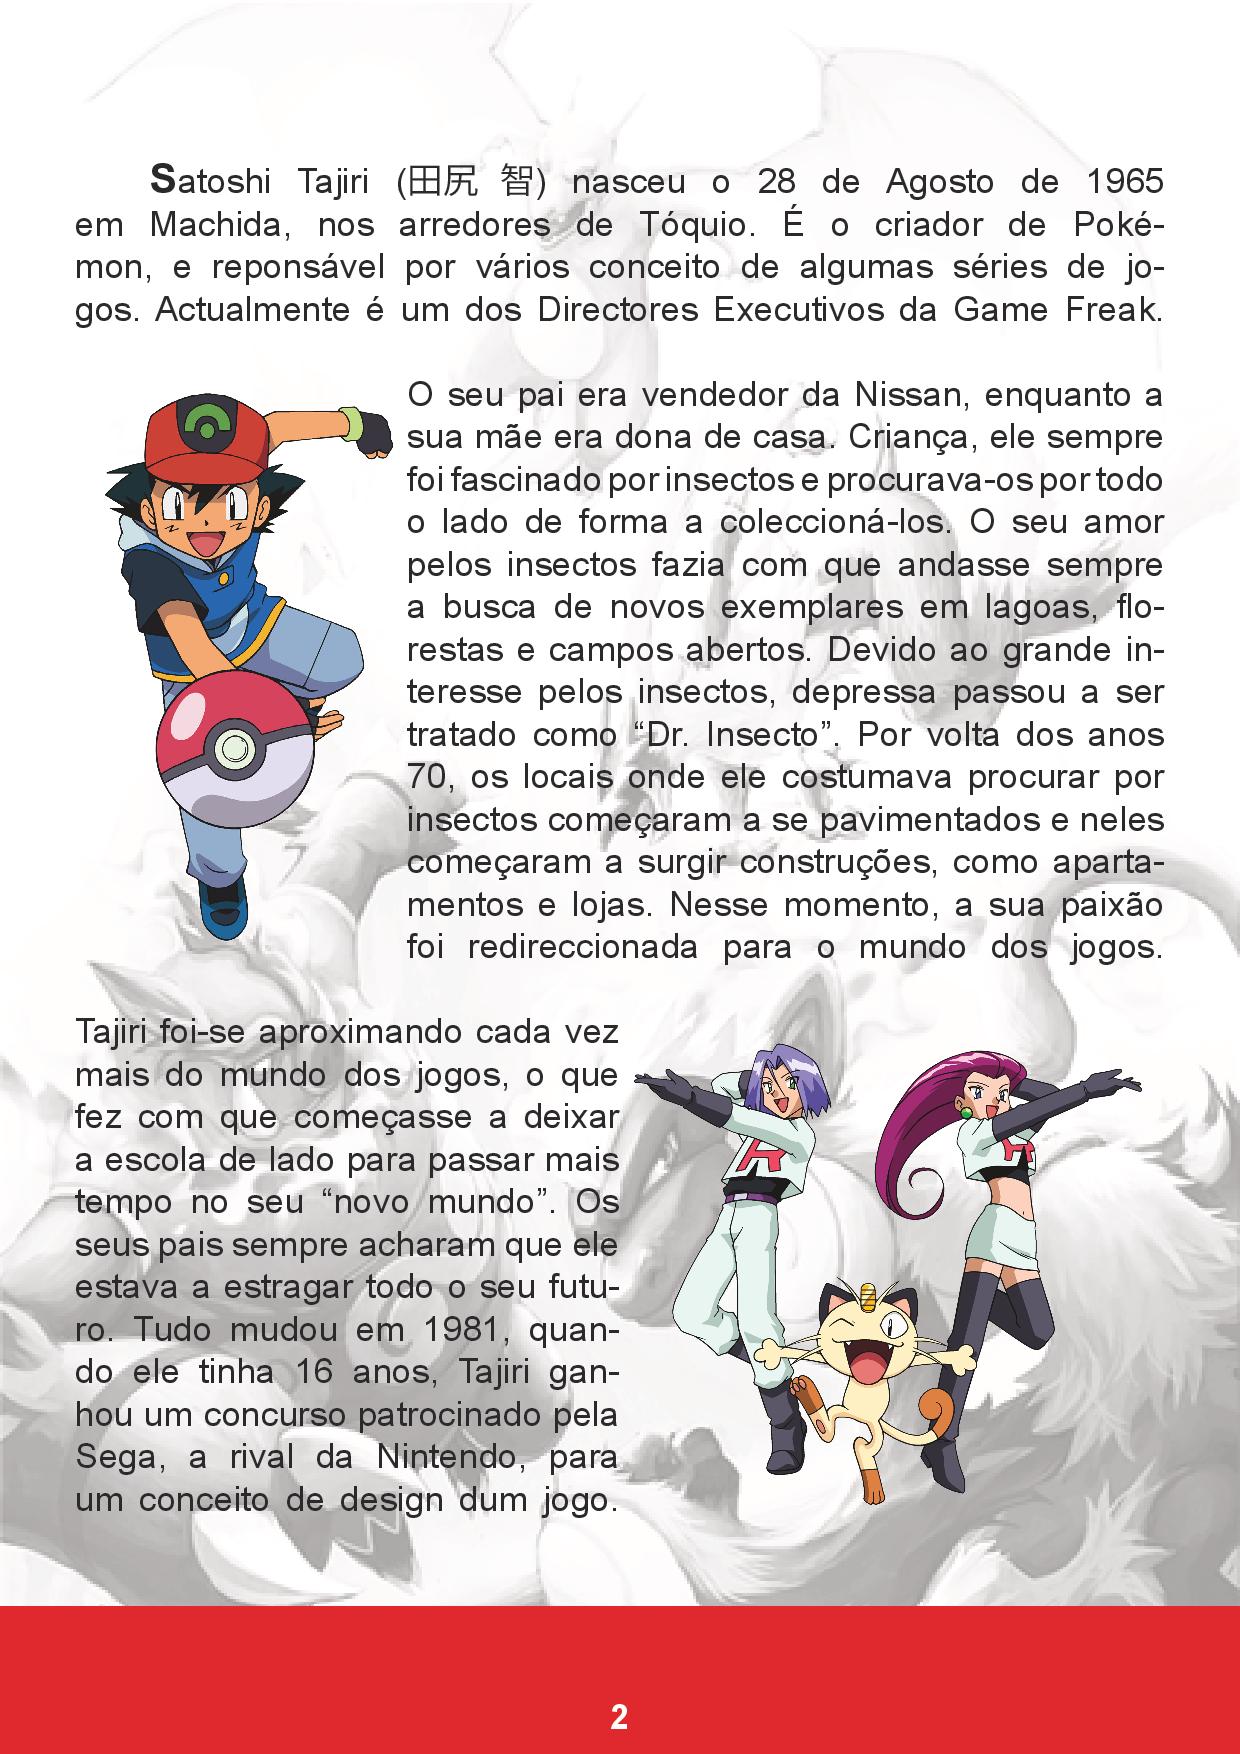 Satoshi Tajiri (田尻 智) nasceu o 28 de Agosto de 1965
em Machida, nos arredores de Tóquio. É o criador de Poké-
mon, e reponsável por vários conceito de algumas séries de jo-
gos. Actualmente é um dos Directores Executivos da Game Freak.
O seu pai era vendedor da Nissan, enquanto a
sua mãe era dona de casa. Criança, ele sempre
foi fascinado por insectos e procurava-os por todo
o lado de forma a coleccioná-los. O seu amor
pelos insectos fazia com que andasse sempre
a busca de novos exemplares em lagoas, flo-
restas e campos abertos. Devido ao grande in-
teresse pelos insectos, depressa passou a ser
tratado como “Dr. Insecto”. Por volta dos anos
70, os locais onde ele costumava procurar por
insectos começaram a se pavimentados e neles
começaram a surgir construções, como aparta-
mentos e lojas. Nesse momento, a sua paixão
foi redireccionada para o mundo dos jogos.
Tajiri foi-se aproximando cada vez
mais do mundo dos jogos, o que
fez com que começasse a deixar
a escola de lado para passar mais
tempo no seu “novo mundo”. Os
seus pais sempre acharam que ele
estava a estragar todo o seu futu-
ro. Tudo mudou em 1981, quan-
do ele tinha 16 anos, Tajiri gan-
hou um concurso patrocinado pela
Sega, a rival da Nintendo, para
um conceito de design dum jogo.
2